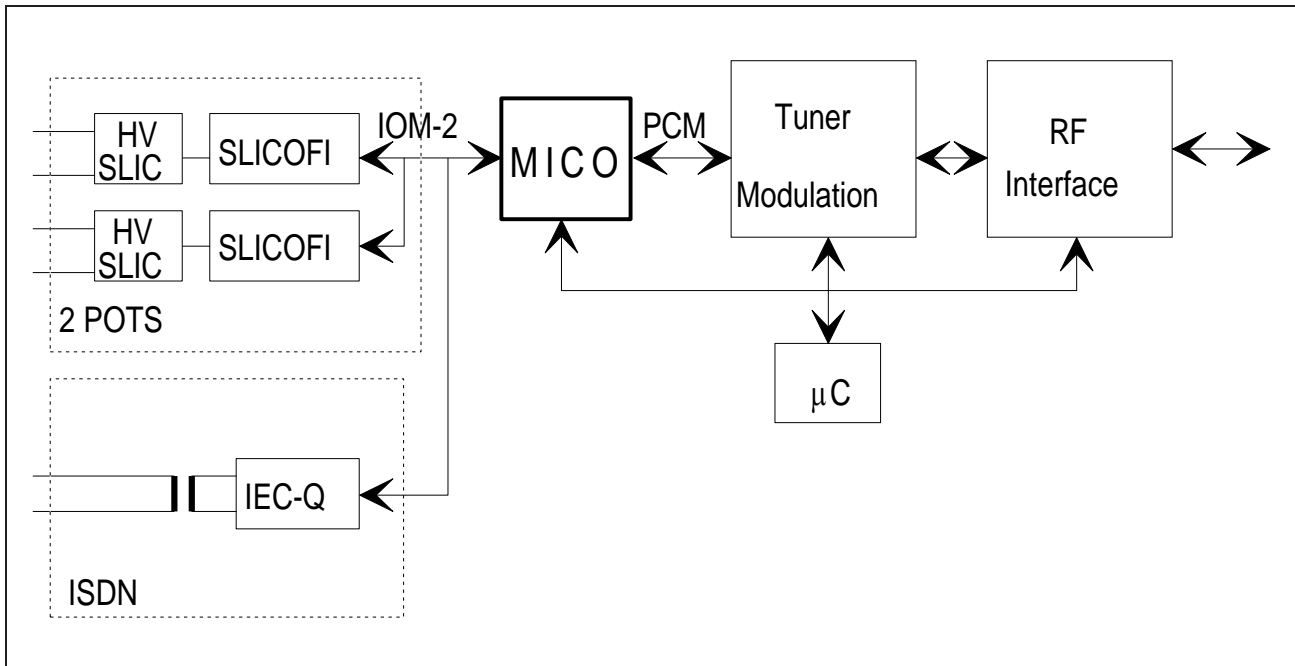 HV
SLIC
SLICOFI
IOM-2
MICO
PCM
Tuner
Modulation
RF
Interface
HV
SLIC
SLICOFI
2 POTS
μC
IEC-Q
ISDN